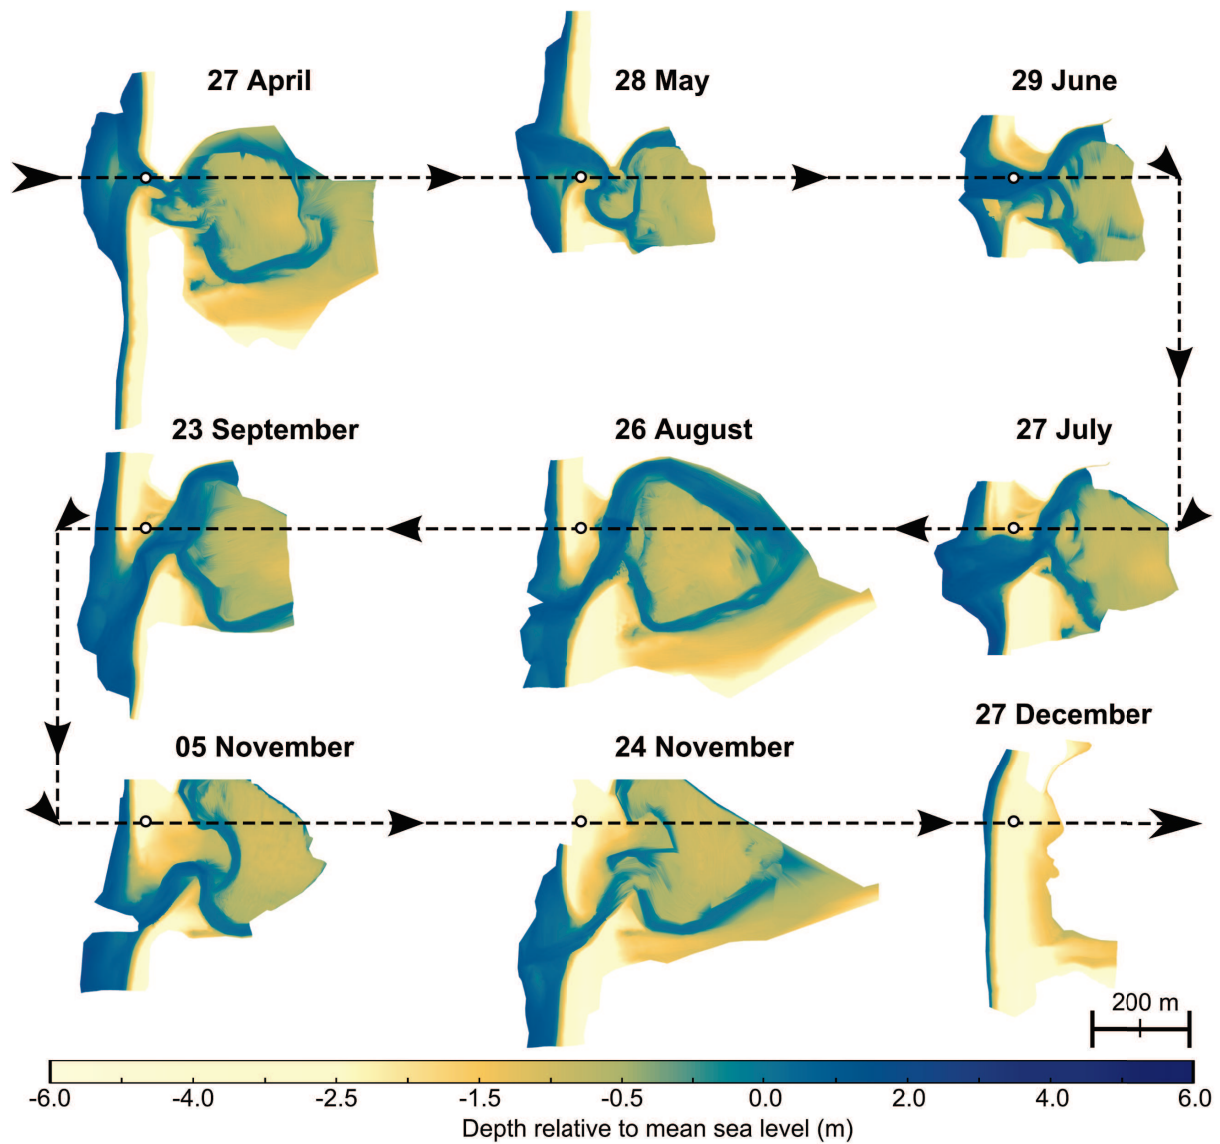 27 April
28 May
29 June
23 September
26 August
27 July
05 November
24 November
27 December
200 m
-6.0 -4.0 -2.5 -1.5 -0.5 0.0 2.0 4.0 6.0
Depth relative to mean sea level (m)